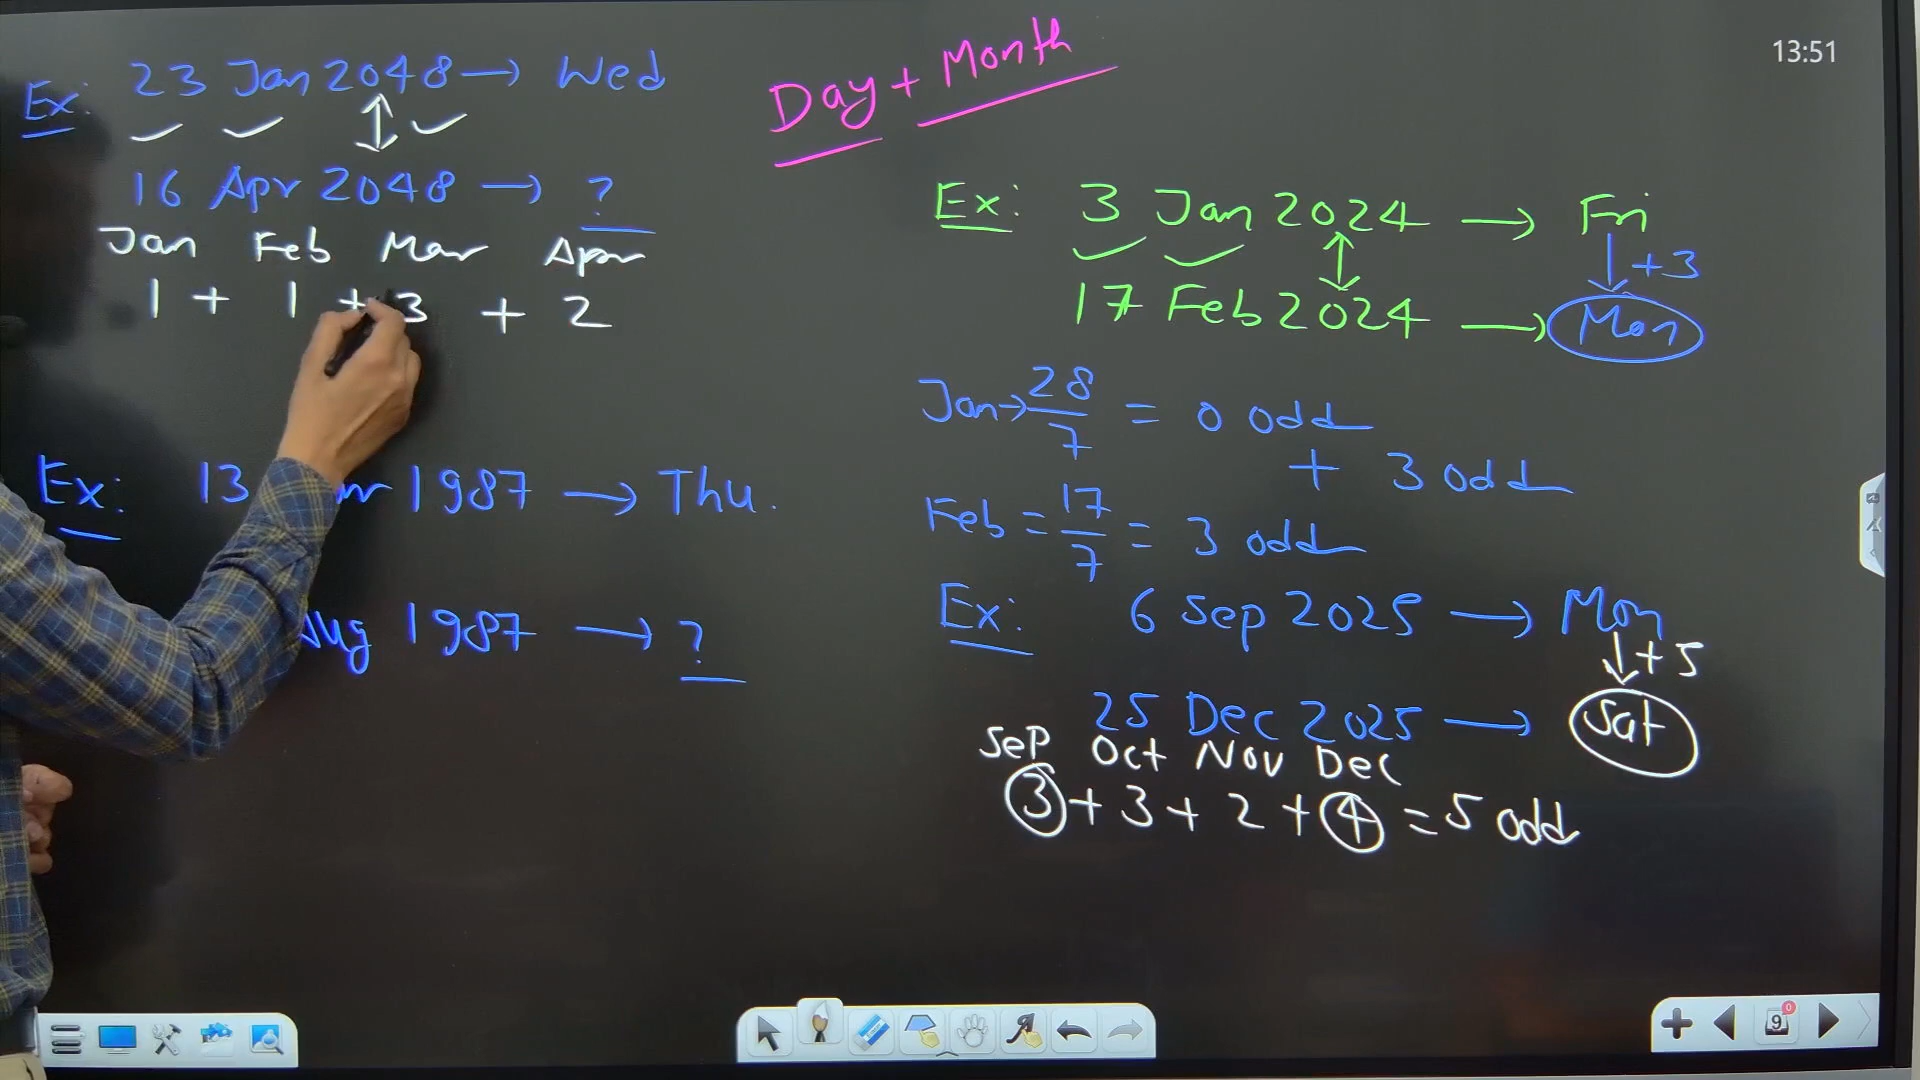 13:51
Day + Month
Ex: 23 Jan 2048 → Wed
16 Apr 2048 → ?
Jan Feb Mar Apr
1 + 1 + 3 + 2
Ex: 13 1987 → Thu.
Aug 1987 → ?
Ex: 3 Jan 2024 → Fri
+3
17 Feb 2024 → Mon
Jan → 28/7 = 0 odd
+ 3 odd
Feb = 17/7 = 3 odd
Ex: 6 Sep 2025 → Mon
+5
25 Dec 2025 → Sat
Sep Oct Nov Dec
3 + 3 + 2 + 4 = 5 odd
9
0